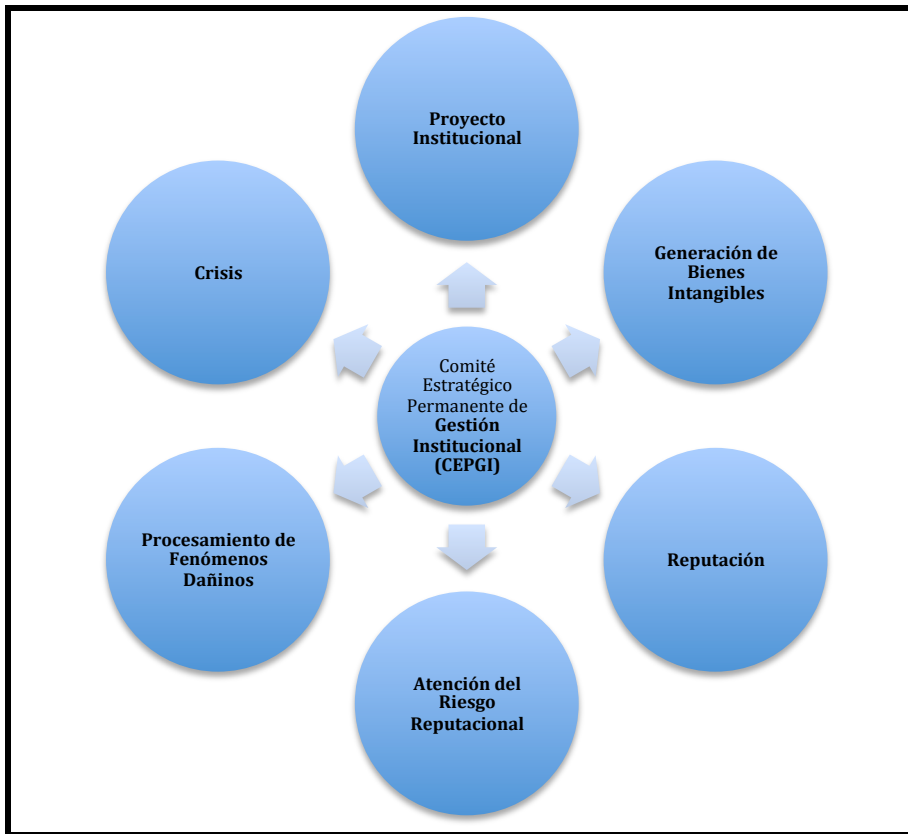 Proyecto
Institucional
Crisis
Generación de
Bienes
Intangibles
Comité
Estratégico
Permanente de
Gestión
Institucional
(CEPGI)
Procesamiento de
Fenómenos
Dañinos
Reputación
Atención del
Riesgo
Reputacional